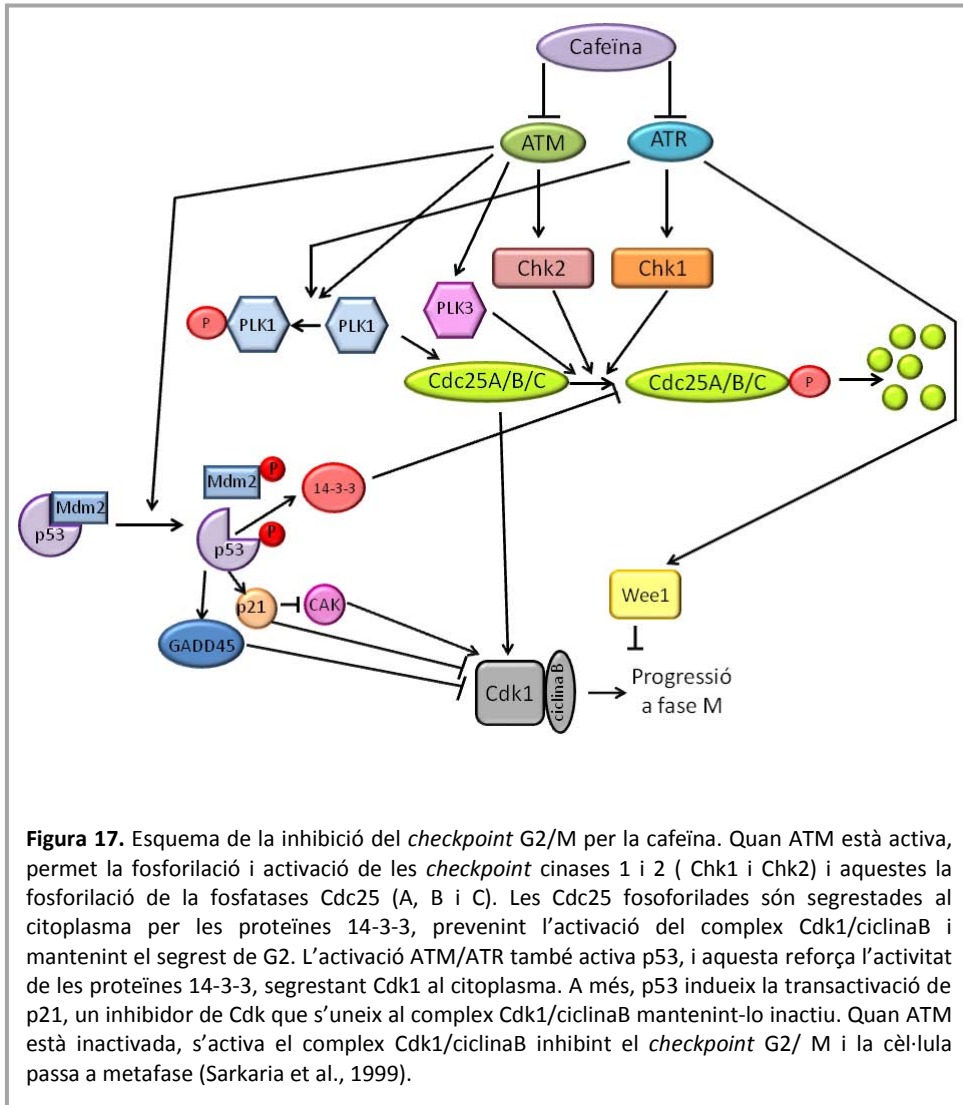 Cafeïna
ATM
ATR
Chk2
Chk1
P
PLK1
PLK1
PLK3
Cdc25A/B/C
Cdc25A/B/C
P
Mdm2
P
14-3-3
Mdm2
p53
p53
P
p21
CAK
GADD45
Wee1
Cdk1
ciclina B
Progressió
a fase M
Figura 17. Esquema de la inhibició del checkpoint G2/M per la cafeïna. Quan ATM està activa,
permet la fosforilació i activació de les checkpoint cinases 1 i 2 ( Chk1 i Chk2) i aquestes la
fosforilació de la fosfatases Cdc25 (A, B i C). Les Cdc25 fosoforilades són segrestades al
citoplasma per les proteïnes 14-3-3, prevenint l’activació del complex Cdk1/ciclinaB i
mantenint el segrest de G2. L’activació ATM/ATR també activa p53, i aquesta reforça l’activitat
de les proteïnes 14-3-3, segrestant Cdk1 al citoplasma. A més, p53 indueix la transactivació de
p21, un inhibidor de Cdk que s’uneix al complex Cdk1/ciclinaB mantenint-lo inactiu. Quan ATM
està inactivada, s’activa el complex Cdk1/ciclinaB inhibint el checkpoint G2/ M i la cèl·lula
passa a metafase (Sarkaria et al., 1999).